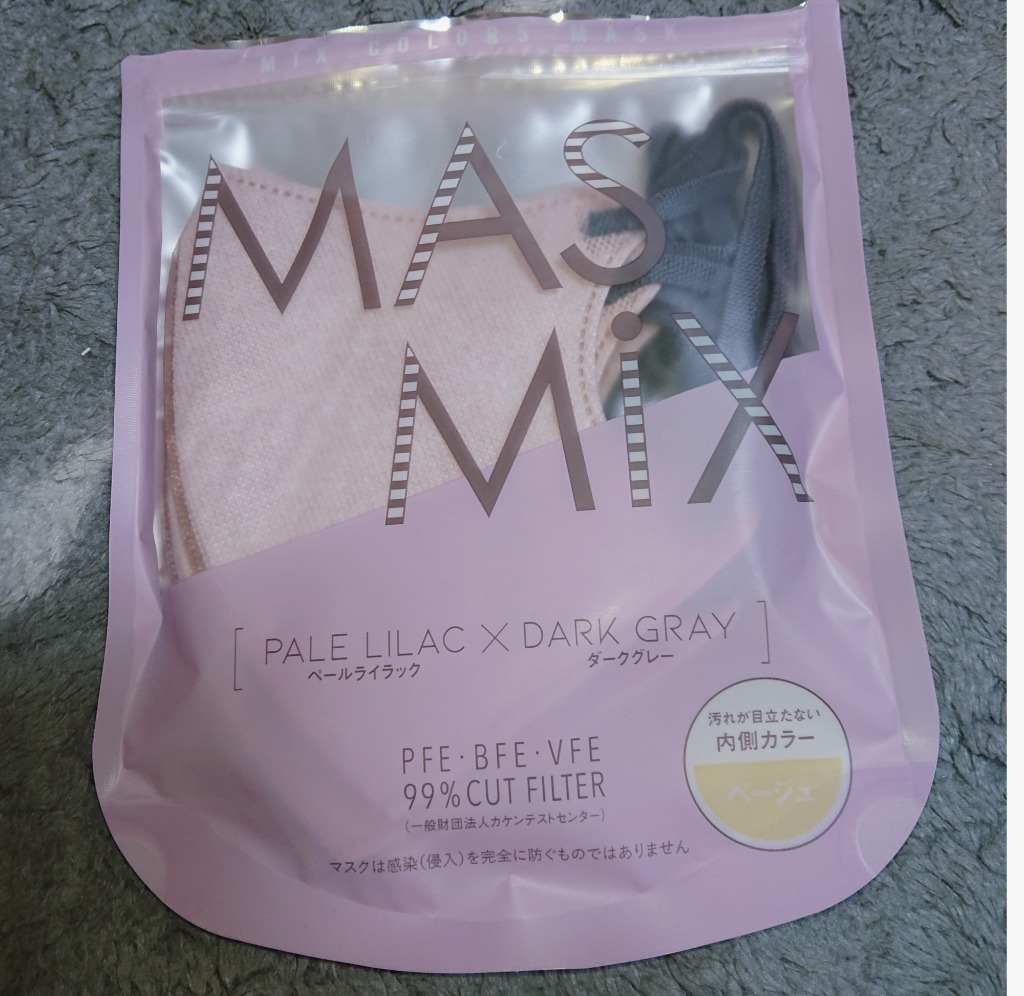 MIX COLORS MASK
MAS
MiX
[ PALE LILAC X DARK GRAY ]
ペールライラック ダークグレー
汚れが目立たない
内側カラー
ベージュ
PFE・BFE・VFE
99%CUT FILTER
(一般財団法人カケンテストセンター)
マスクは感染(侵入)を完全に防ぐものではありません